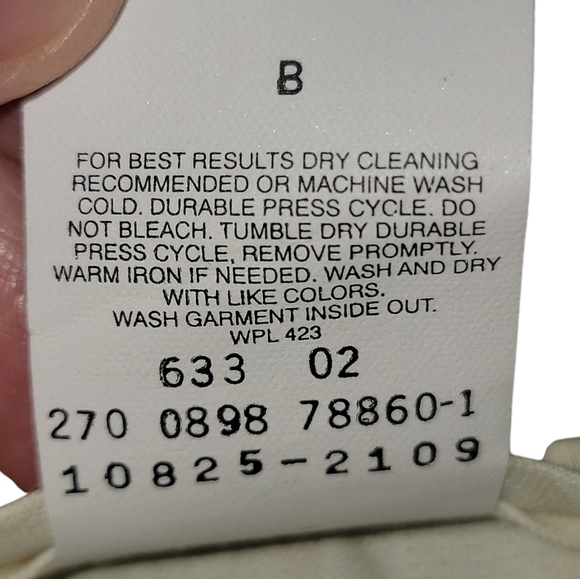 B
FOR BEST RESULTS DRY CLEANING
RECOMMENDED OR MACHINE WASH
COLD. DURABLE PRESS CYCLE. DO
NOT BLEACH. TUMBLE DRY DURABLE
PRESS CYCLE, REMOVE PROMPTLY.
WARM IRON IF NEEDED. WASH AND DRY
WITH LIKE COLORS.
WASH GARMENT INSIDE OUT.
WPL 423
633 02
270 0898 78860-1
10825-2109